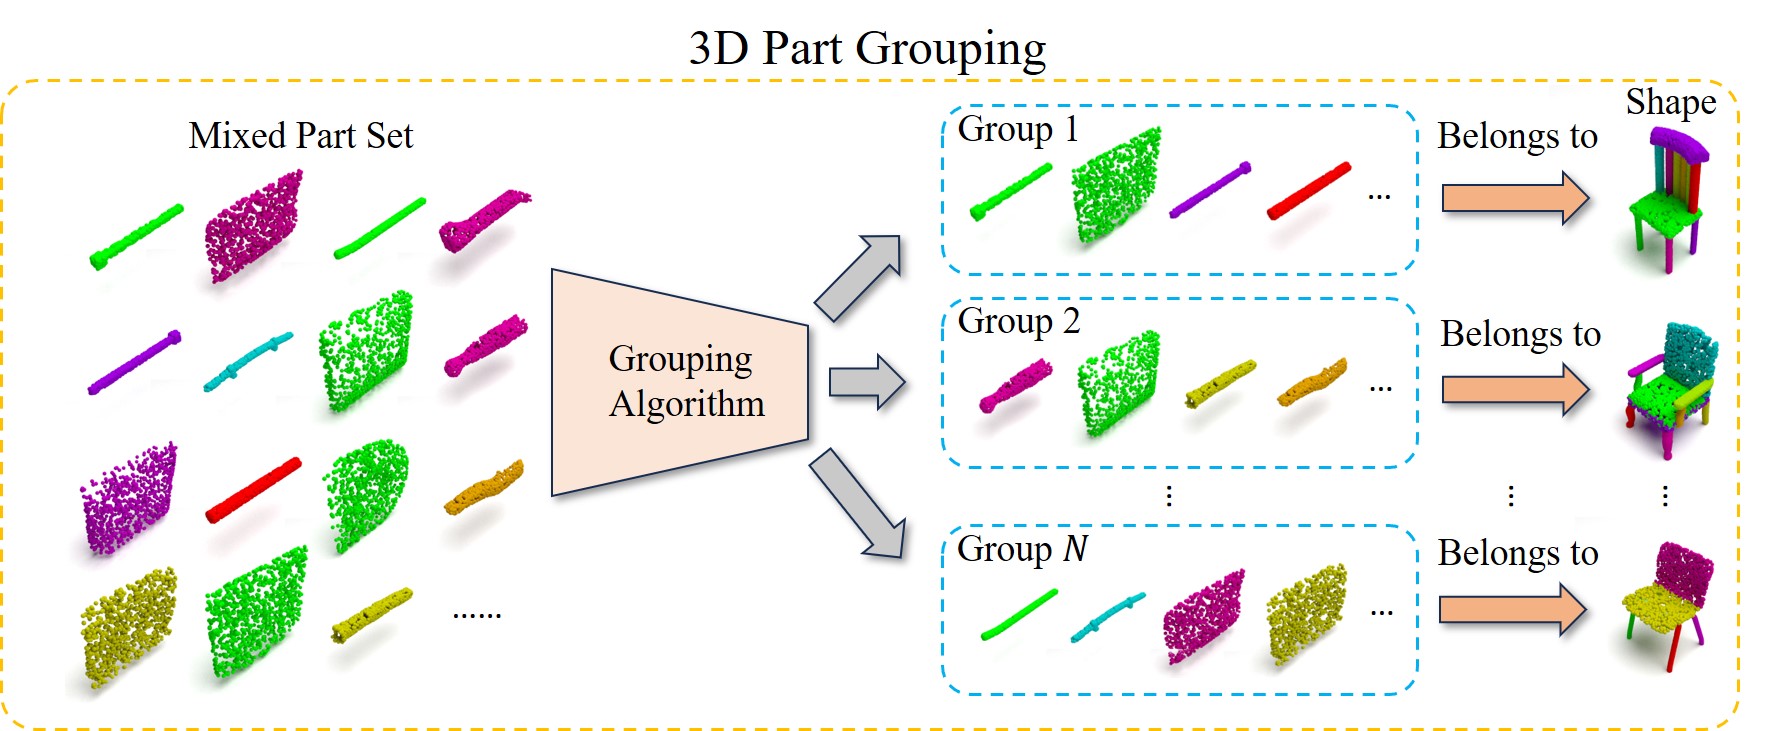 3D Part Grouping
Mixed Part Set
......
Grouping
Algorithm
Group 1
...
Belongs to
Shape
Group 2
...
Belongs to
Group N
...
Belongs to